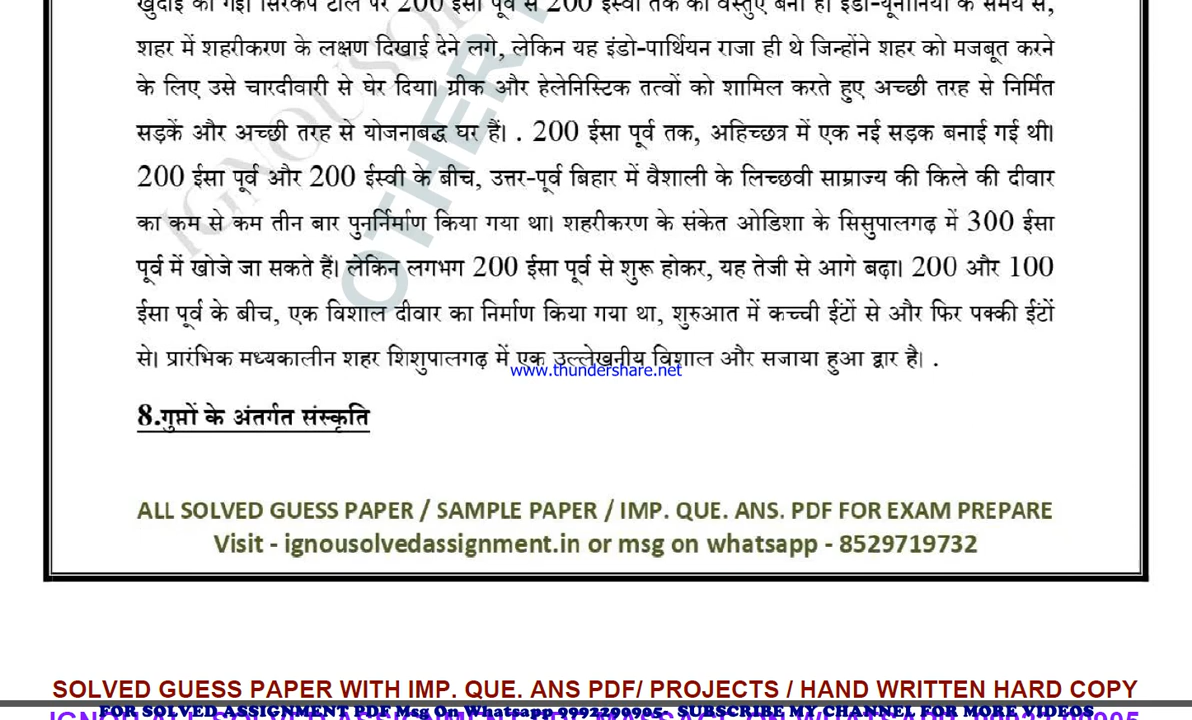 खुदाई की गई। सिरकप टीले पर 200 ईसा पूर्व से 200 ईस्वी तक की वस्तुएं बनी हैं। इंडो-यूनानियों के समय से,
शहर में शहरीकरण के लक्षण दिखाई देने लगे, लेकिन यह इंडो-पार्थियन राजा ही थे जिन्होंने शहर को मजबूत करने
के लिए उसे चारदीवारी से घेर दिया। ग्रीक और हेलेनिस्टिक तत्वों को शामिल करते हुए अच्छी तरह से निर्मित
सड़कें और अच्छी तरह से योजनाबद्ध घर हैं। . 200 ईसा पूर्व तक, अहिच्छत्र में एक नई सड़क बनाई गई थी।
200 ईसा पूर्व और 200 ईस्वी के बीच, उत्तर-पूर्व बिहार में वैशाली के लिच्छवी साम्राज्य की किले की दीवार
का कम से कम तीन बार पुनर्निर्माण किया गया था। शहरीकरण के संकेत ओडिशा के सिसुपालगढ़ में 300 ईसा
पूर्व में खोजे जा सकते हैं। लेकिन लगभग 200 ईसा पूर्व से शुरू होकर, यह तेजी से आगे बढ़ा। 200 और 100
ईसा पूर्व के बीच, एक विशाल दीवार का निर्माण किया गया था, शुरुआत में कच्ची ईंटों से और फिर पक्की ईंटों
से। प्रारंभिक मध्यकालीन शहर शिशुपालगढ़ में एक उल्लेखनीय विशाल और सजाया हुआ द्वार है। .
www.thundershare.net
8.गुप्तों के अंतर्गत संस्कृति
OTHER
ALL SOLVED GUESS PAPER / SAMPLE PAPER / IMP. QUE. ANS. PDF FOR EXAM PREPARE
Visit - ignousolvedassignment.in or msg on whatsapp - 8529719732
SOLVED GUESS PAPER WITH IMP. QUE. ANS PDF/ PROJECTS / HAND WRITTEN HARD COPY
FOR SOLVED ASSIGNMENT PDF Msg On Whatsapp 9992299905- SUBSCRIBE MY CHANNEL FOR MORE VIDEOS